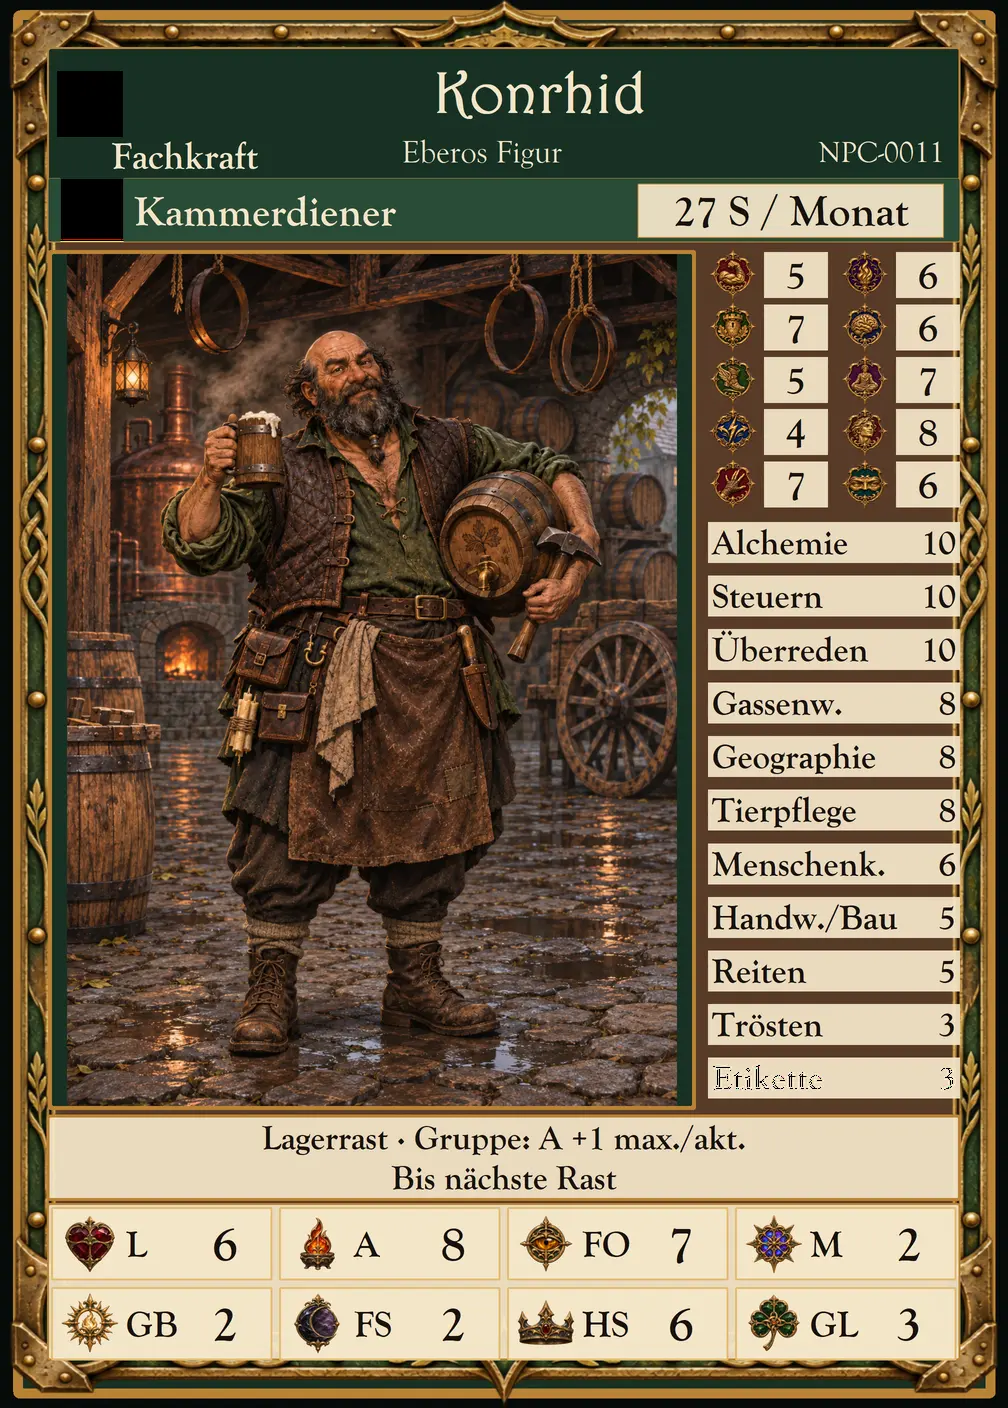 Konrhid
Fachkraft Eberos Figur NPC-0011
Kammerdiener 27 S / Monat
5 6
7 6
5 7
4 8
7 6
Alchemie 10
Steuern 10
Überreden 10
Gassenw. 8
Geographie 8
Tierpflege 8
Menschenk. 6
Handw./Bau 5
Reiten 5
Trösten 3
Etikette 3
Lagerrast · Gruppe: A +1 max./akt.
Bis nächste Rast
L 6 A 8 FO 7 M 2
GB 2 FS 2 HS 6 GL 3